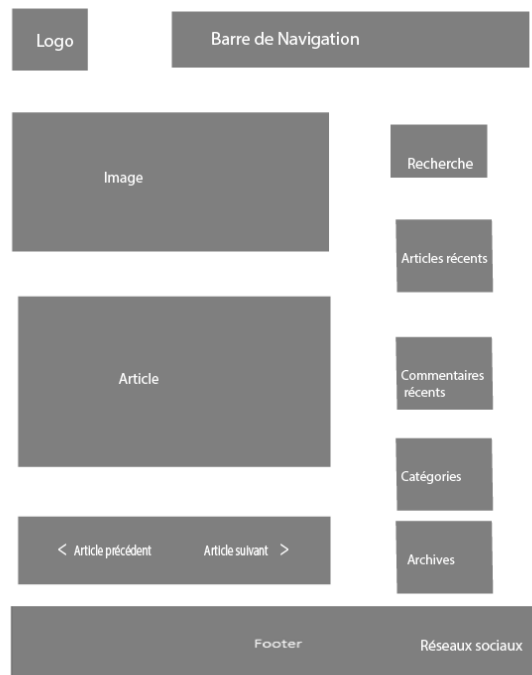 Logo
Barre de Navigation
Image
Recherche
Articles récents
Article
Commentaires
récents
Catégories
< Article précédent
Article suivant >
Archives
Footer
Réseaux sociaux